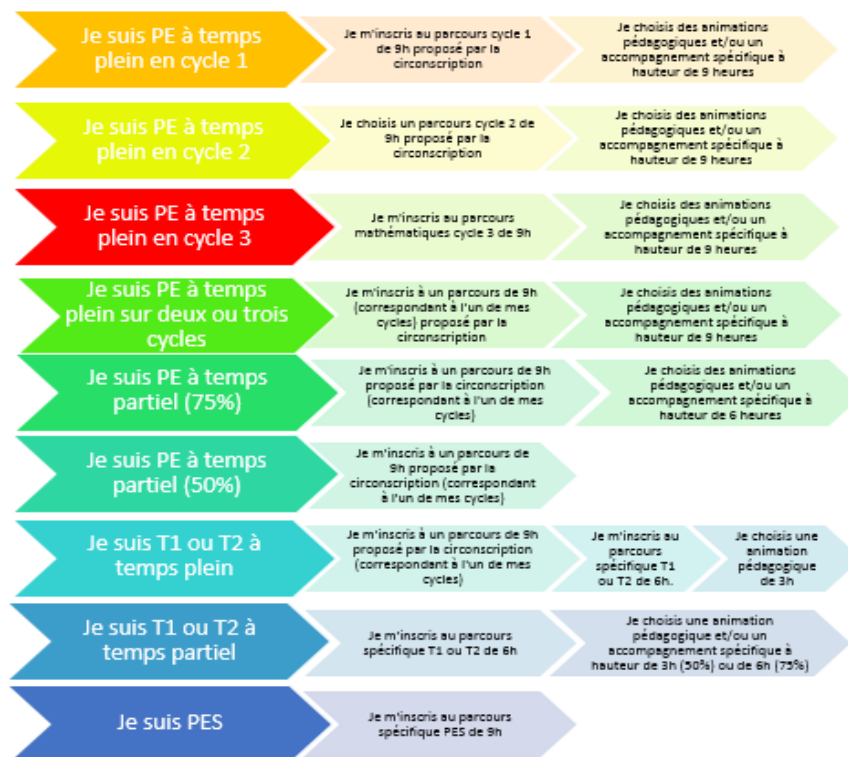 Je suis PE à temps
plein en cycle 1
Je m'inscris au parcours cycle 1
de 9h proposé par la
circonscription
Je choisis des animations
pédagogiques et/ou un
accompagnement spécifique à
hauteur de 9 heures
Je suis PE à temps
plein en cycle 2
Je choisis un parcours cycle 2 de
9h proposé par la
circonscription
Je choisis des animations
pédagogiques et/ou un
accompagnement spécifique à
hauteur de 9 heures
Je suis PE à temps
plein en cycle 3
Je m'inscris au parcours
mathématiques cycle 3 de 9h
Je choisis des animations
pédagogiques et/ou un
accompagnement spécifique à
hauteur de 9 heures
Je suis PE à temps
plein sur deux ou trois
cycles
Je m'inscris à un parcours de 9h
(correspondant à l'un de mes
cycles) proposé par la
circonscription
Je choisis des animations
pédagogiques et/ou un
accompagnement spécifique à
hauteur de 9 heures
Je suis PE à temps
partiel (75%)
Je m'inscris à un parcours de 9h
proposé par la circonscription
(correspondant à l'un de mes
cycles)
Je choisis des animations
pédagogiques et/ou un
accompagnement spécifique à
hauteur de 6 heures
Je suis PE à temps
partiel (50%)
Je m'inscris à un parcours de
9h proposé par la
circonscription (correspondant
à l'un de mes cycles)
Je suis T1 ou T2 à
temps plein
Je m'inscris à un parcours de 9h
proposé par la circonscription
(correspondant à l'un de mes
cycles)
Je m'inscris au
parcours
spécifique T1
ou T2 de 6h.
Je choisis une
animation
pédagogique
de 3h
Je suis T1 ou T2 à
temps partiel
Je m'inscris au parcours
spécifique T1 ou T2 de 6h
Je choisis une animation
pédagogique et/ou un
accompagnement spécifique à
hauteur de 3h (50%) ou de 6h (75%)
Je suis PES
Je m'inscris au parcours
spécifique PES de 9h